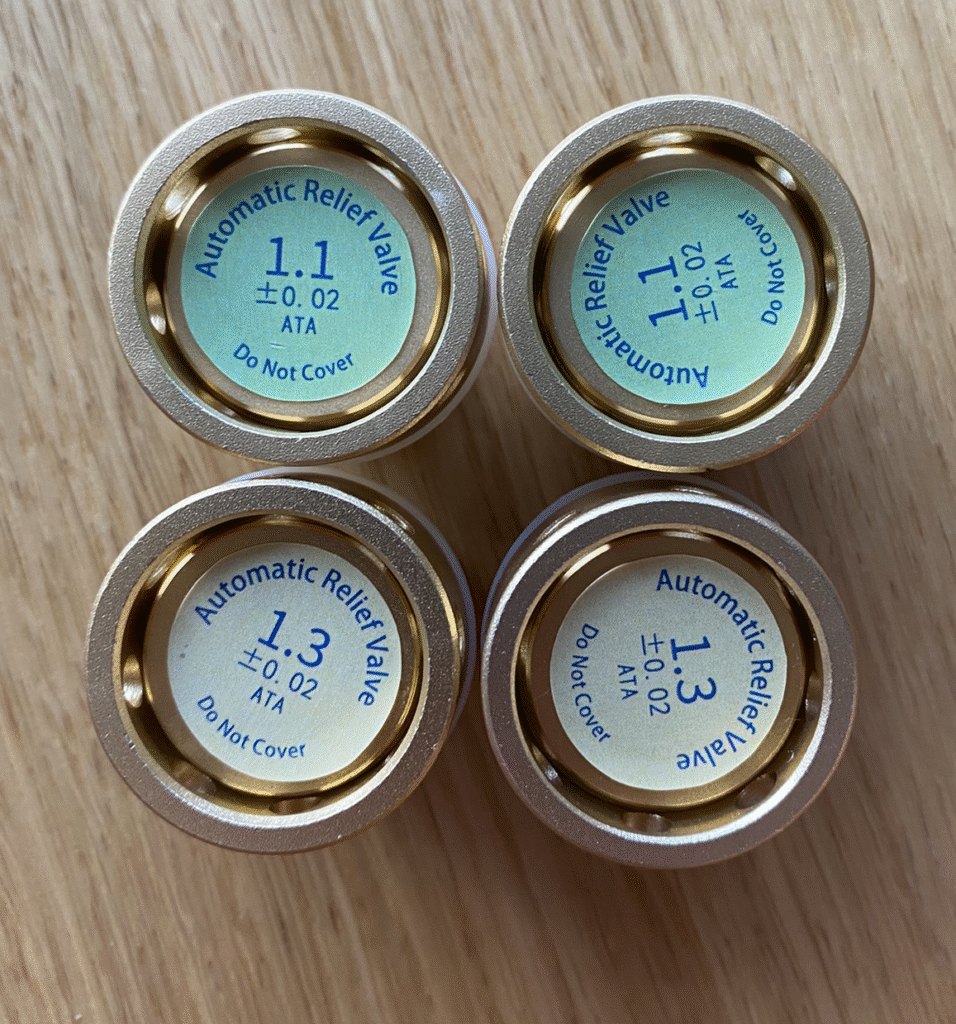 Automatic Relief Valve
1.1
±0.02
ATA
Do Not Cover
Automatic Relief Valve
1.1
±0.02
ATA
Do Not Cover
Automatic Relief Valve
1.3
±0.02
ATA
Do Not Cover
Automatic Relief Valve
1.3
±0.02
ATA
Do Not Cover